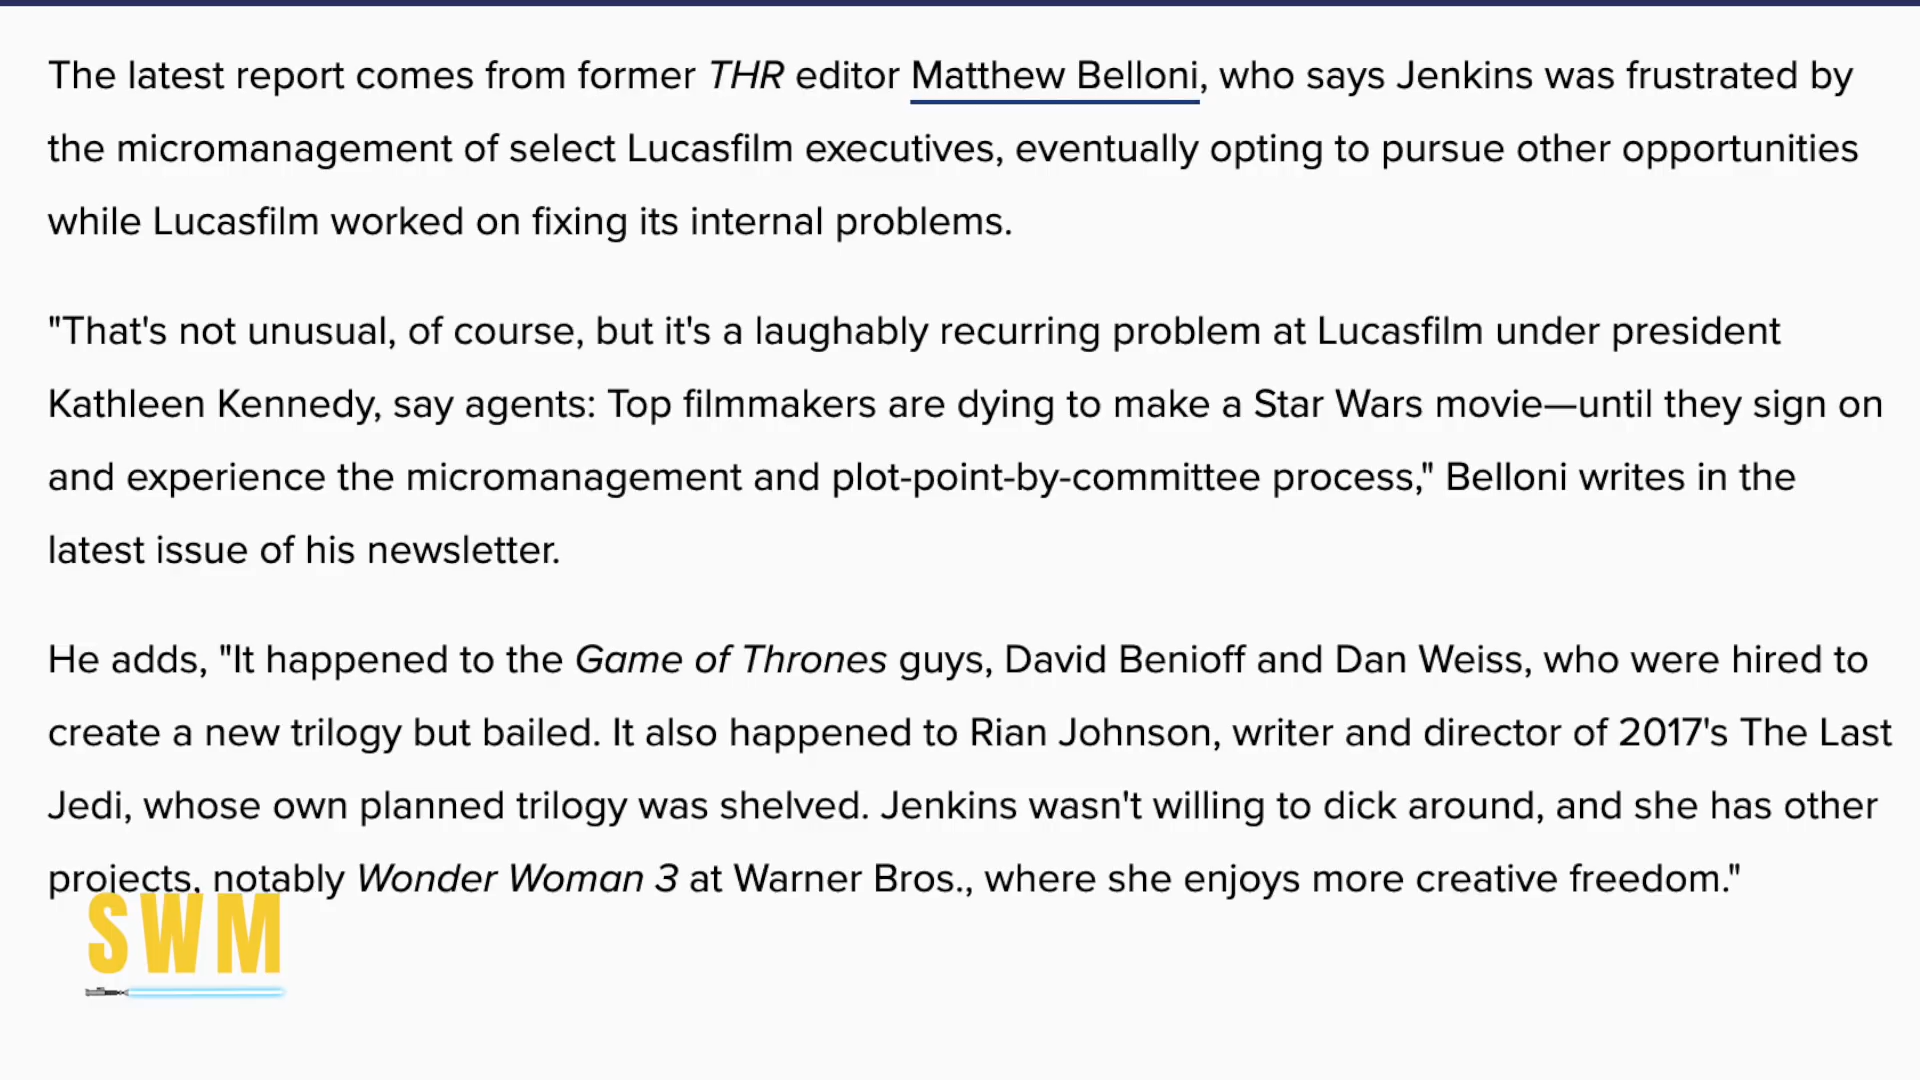 The latest report comes from former THR editor Matthew Belloni, who says Jenkins was frustrated by
the micromanagement of select Lucasfilm executives, eventually opting to pursue other opportunities
while Lucasfilm worked on fixing its internal problems.
"That's not unusual, of course, but it's a laughably recurring problem at Lucasfilm under president
Kathleen Kennedy, say agents: Top filmmakers are dying to make a Star Wars movie—until they sign on
and experience the micromanagement and plot-point-by-committee process," Belloni writes in the
latest issue of his newsletter.
He adds, "It happened to the Game of Thrones guys, David Benioff and Dan Weiss, who were hired to
create a new trilogy but bailed. It also happened to Rian Johnson, writer and director of 2017's The Last
Jedi, whose own planned trilogy was shelved. Jenkins wasn't willing to dick around, and she has other
projects, notably Wonder Woman 3 at Warner Bros., where she enjoys more creative freedom."
SWM